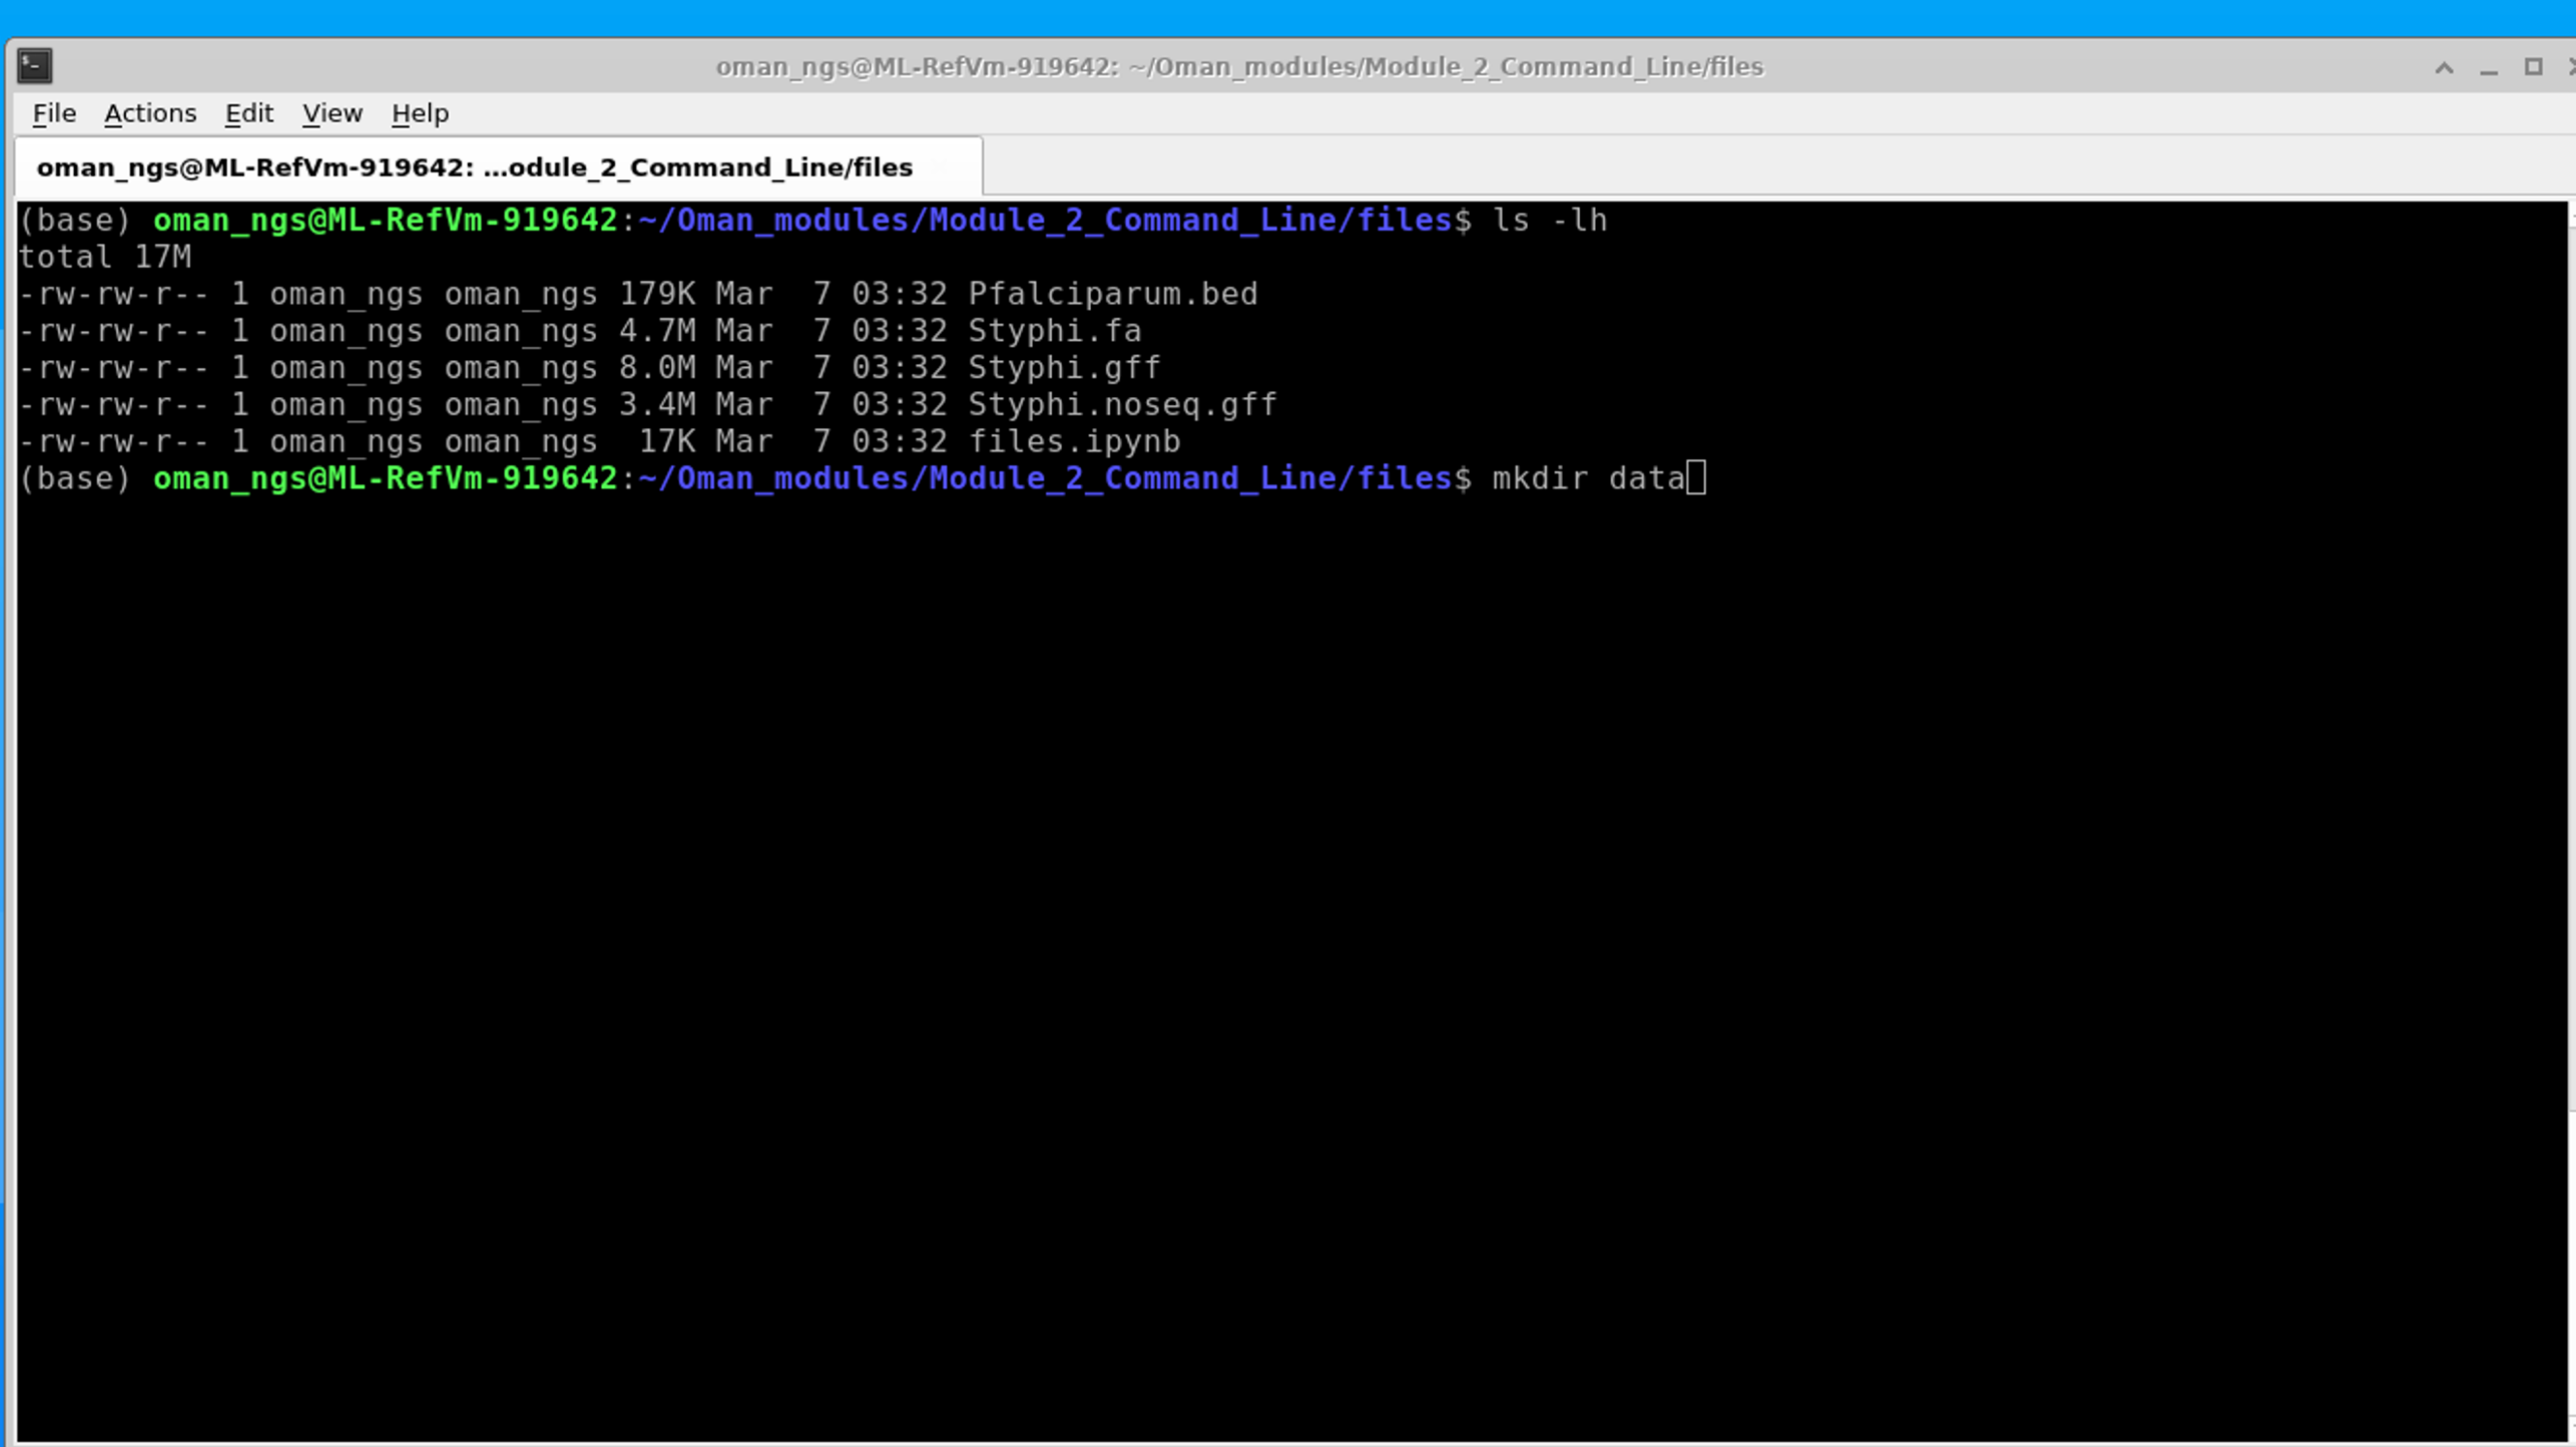 oman_ngs@ML-RefVm-919642: ~/Oman_modules/Module_2_Command_Line/files
File Actions Edit View Help
oman_ngs@ML-RefVm-919642: ...odule_2_Command_Line/files
(base) oman_ngs@ML-RefVm-919642:~/Oman_modules/Module_2_Command_Line/files$ ls -lh
total 17M
-rw-rw-r-- 1 oman_ngs oman_ngs 179K Mar  7 03:32 Pfalciparum.bed
-rw-rw-r-- 1 oman_ngs oman_ngs 4.7M Mar  7 03:32 Styphi.fa
-rw-rw-r-- 1 oman_ngs oman_ngs 8.0M Mar  7 03:32 Styphi.gff
-rw-rw-r-- 1 oman_ngs oman_ngs 3.4M Mar  7 03:32 Styphi.noseq.gff
-rw-rw-r-- 1 oman_ngs oman_ngs  17K Mar  7 03:32 files.ipynb
(base) oman_ngs@ML-RefVm-919642:~/Oman_modules/Module_2_Command_Line/files$ mkdir data